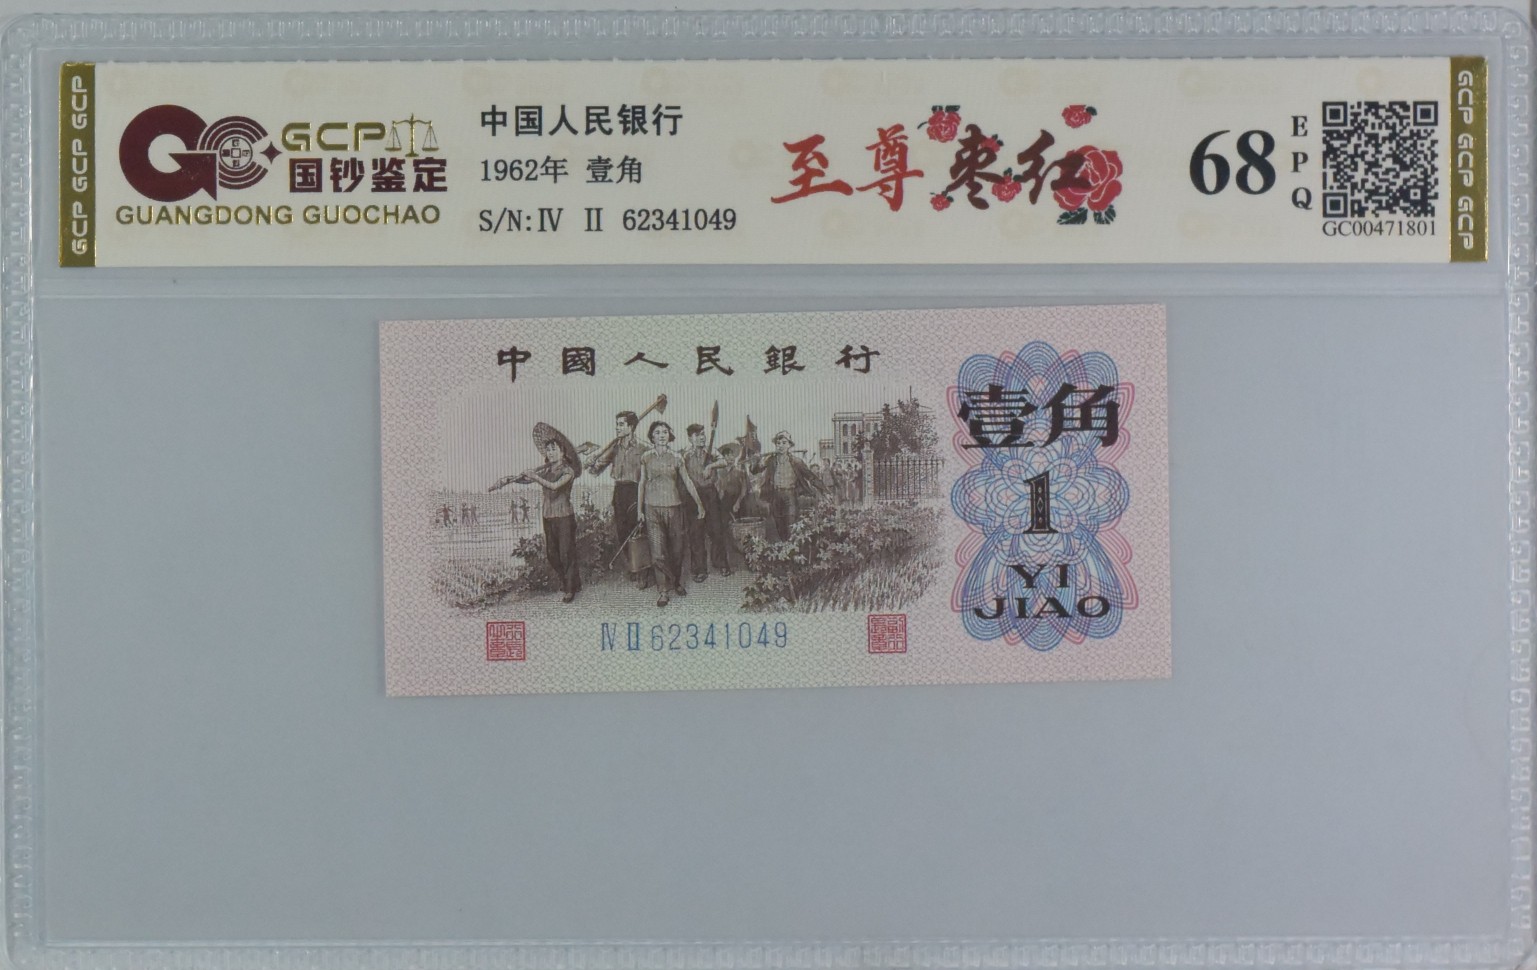 GCP GCP GCP
GCP
国钞鉴定
GUANGDONG GUOCHAO
中国人民银行
1962年 壹角
S/N: Ⅳ Ⅱ 62341049
至尊枣红
68
EPQ
GC00471801
GCP GCP GCP
中國人民銀行
壹角
1
YI
JIAO
Ⅳ Ⅱ 62341049